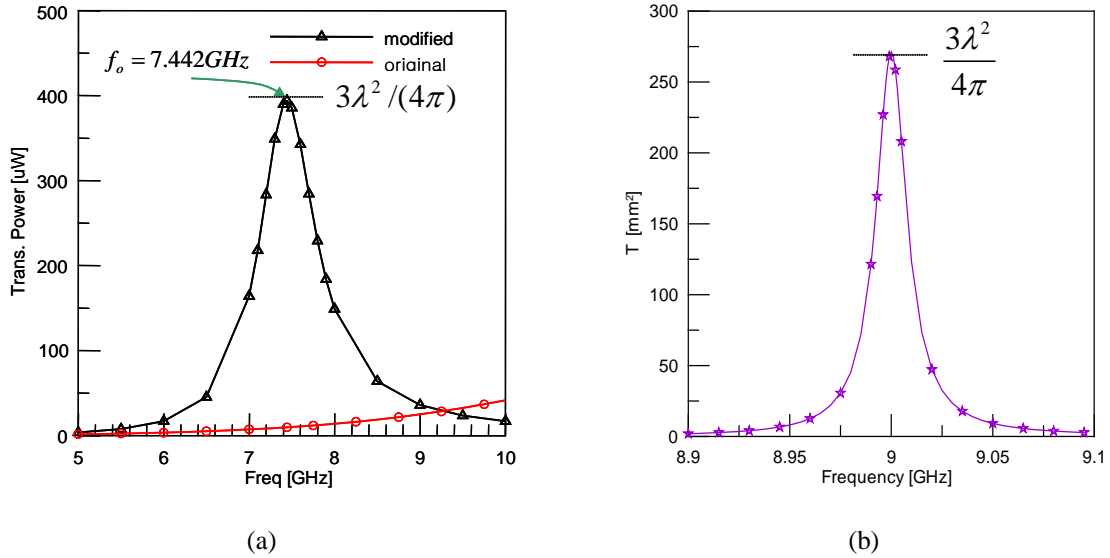 500
400
300
200
100
0
Trans. Power [uW]
5 6 7 8 9 10
Freq [GHz]
modified
original
f_o = 7.442GHz
3λ² /(4π)
(a)
300
250
200
150
100
50
0
T [mm²]
8.9 8.95 9 9.05 9.1
Frequency [GHz]
3λ²
4π
(b)